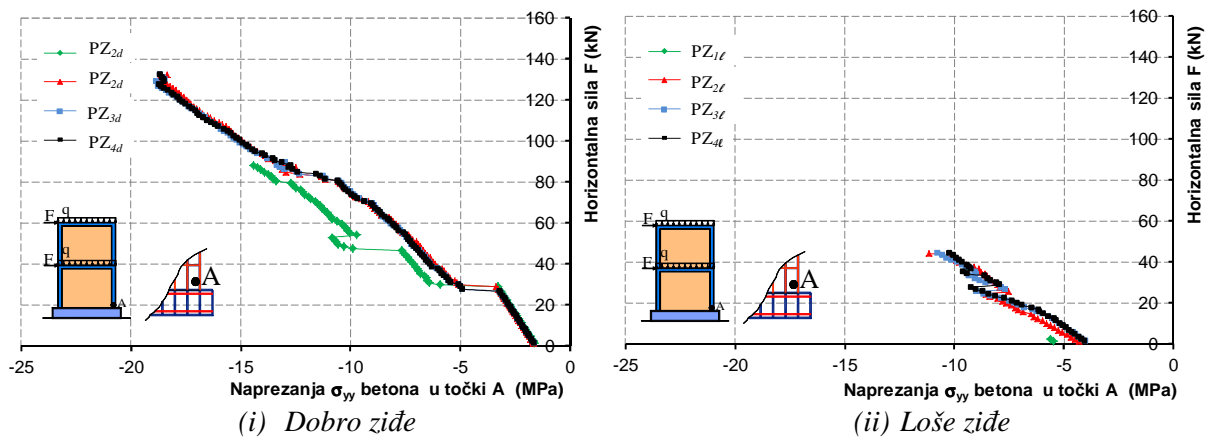 160
140
120
100
80
60
40
20
0
Horizontalna sila F (kN)
PZ2d
PZ2d
PZ3d
PZ4d
F
q
F
q
A
A
-25
-20
-15
-10
-5
0
Naprezanja σyy betona u točki A (MPa)
(i) Dobro ziđe
160
140
120
100
80
60
40
20
0
Horizontalna sila F (kN)
PZ1ℓ
PZ2ℓ
PZ3ℓ
PZ4ℓ
F
q
F
q
A
A
-25
-20
-15
-10
-5
0
Naprezanja σyy betona u točki A (MPa)
(ii) Loše ziđe